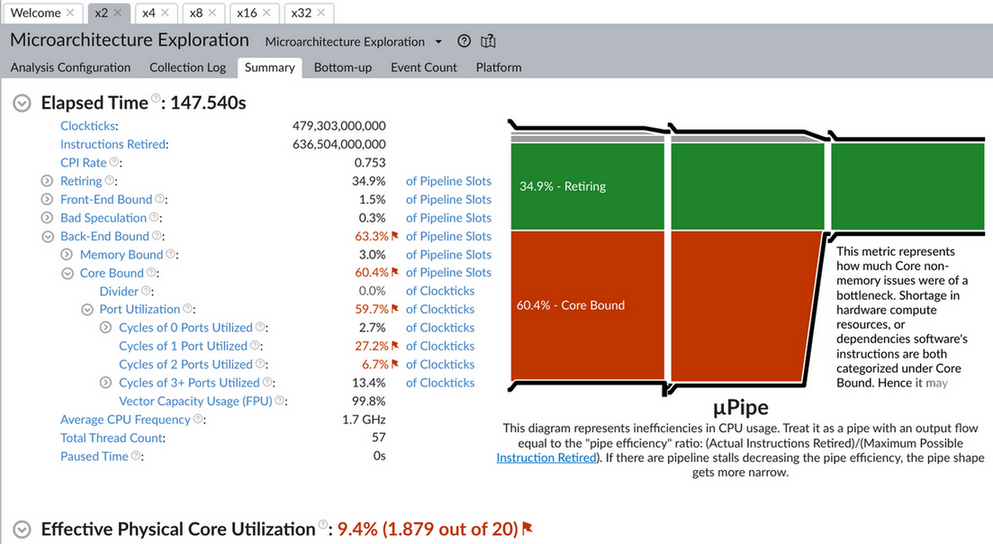 Welcome × x2 × x4 × x8 × x16 × x32 ×
Microarchitecture Exploration Microarchitecture Exploration
Analysis Configuration Collection Log Summary Bottom-up Event Count Platform
Elapsed Time ?: 147.540s
Clockticks: 479,303,000,000
Instructions Retired: 636,504,000,000
CPI Rate ?: 0.753
Retiring ?: 34.9% of Pipeline Slots
Front-End Bound ?: 1.5% of Pipeline Slots
Bad Speculation ?: 0.3% of Pipeline Slots
Back-End Bound ?: 63.3% of Pipeline Slots
Memory Bound ?: 3.0% of Pipeline Slots
Core Bound ?: 60.4% of Pipeline Slots
Divider ?: 0.0% of Clockticks
Port Utilization ?: 59.7% of Clockticks
Cycles of 0 Ports Utilized ?: 2.7% of Clockticks
Cycles of 1 Port Utilized ?: 27.2% of Clockticks
Cycles of 2 Ports Utilized ?: 6.7% of Clockticks
Cycles of 3+ Ports Utilized ?: 13.4% of Clockticks
Vector Capacity Usage (FPU) ?: 99.8%
Average CPU Frequency ?: 1.7 GHz
Total Thread Count: 57
Paused Time ?: 0s
34.9% - Retiring
60.4% - Core Bound
This metric represents
how much Core non-
memory issues were of a
bottleneck. Shortage in
hardware compute
resources, or
dependencies software's
instructions are both
categorized under Core
Bound. Hence it may
μPipe
This diagram represents inefficiencies in CPU usage. Treat it as a pipe with an output flow
equal to the "pipe efficiency" ratio: (Actual Instructions Retired)/(Maximum Possible
Instruction Retired). If there are pipeline stalls decreasing the pipe efficiency, the pipe shape
gets more narrow.
Effective Physical Core Utilization ?: 9.4% (1.879 out of 20)